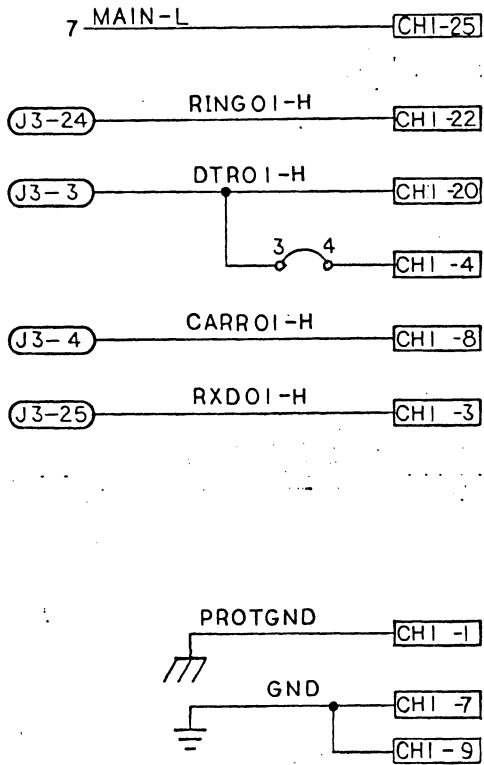 7 MAIN-L CH1-25
J3-24 RING01-H CH1-22
J3-3 DTR01-H CH1-20
3 4 CH1-4
J3-4 CARR01-H CH1-8
J3-25 RXD01-H CH1-3
PROTGND CH1-1
GND CH1-7
CH1-9